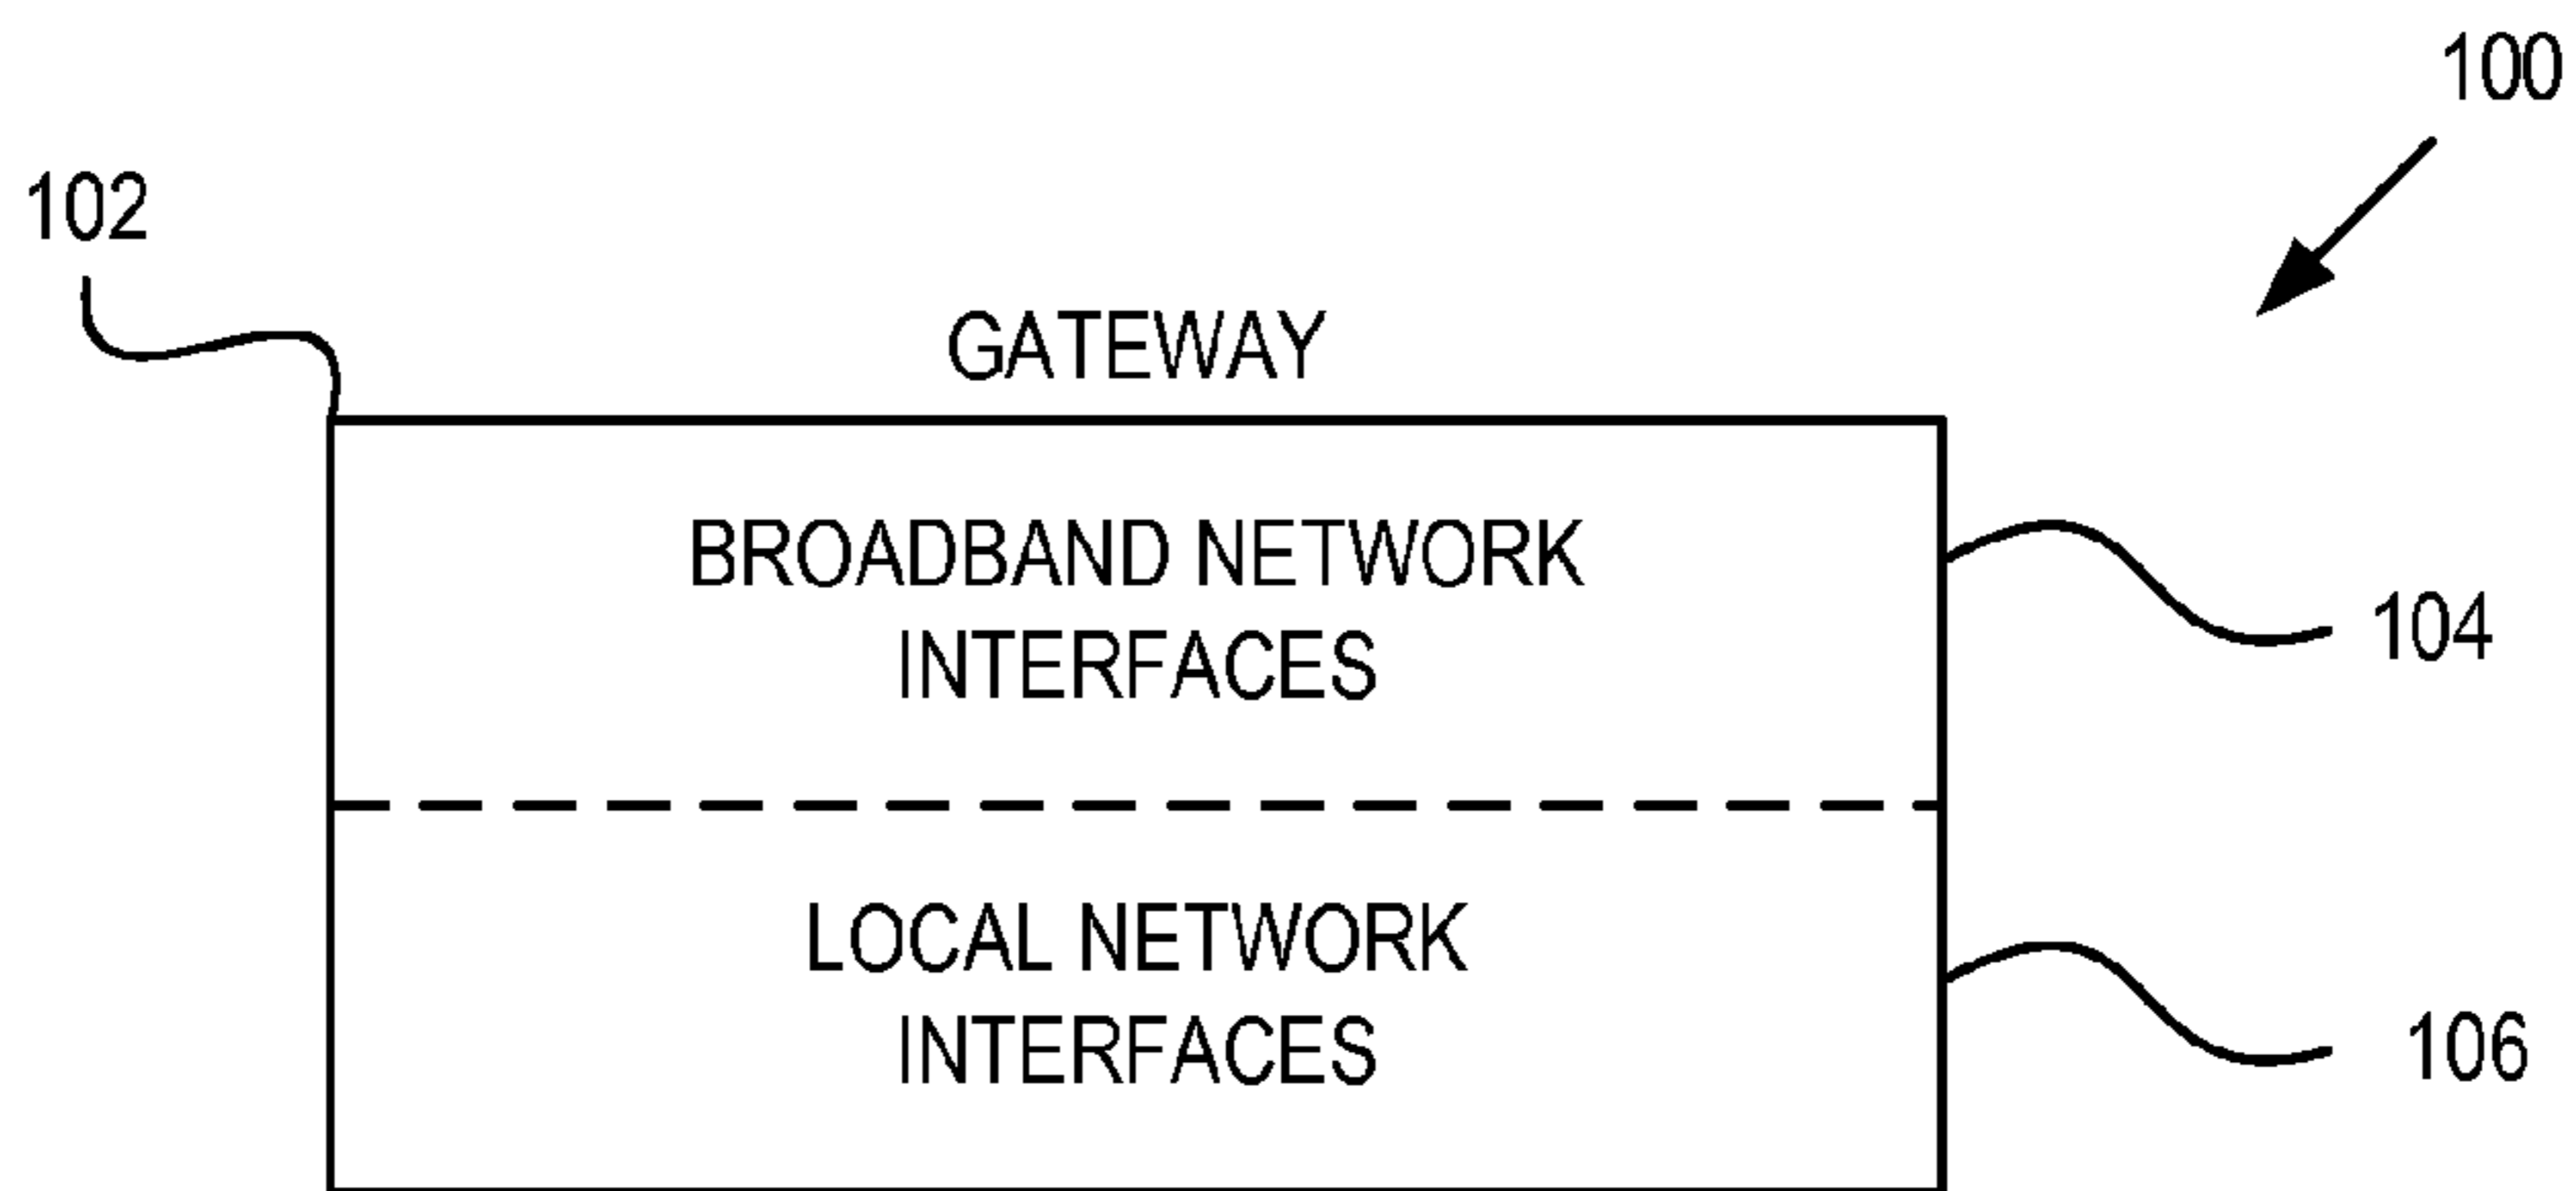 100
102
GATEWAY
BROADBAND NETWORK
INTERFACES
104
LOCAL NETWORK
INTERFACES
106